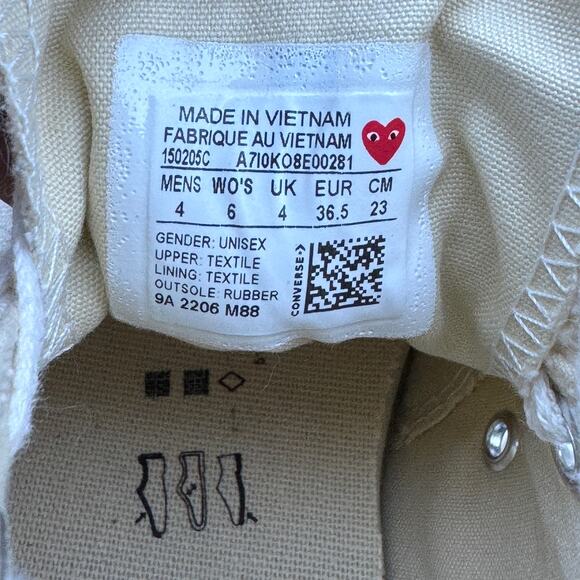 MADE IN VIETNAM
FABRIQUE AU VIETNAM
150205C A7I0KO8E00281
MENS WO'S UK EUR CM
4 6 4 36.5 23
GENDER: UNISEX
UPPER: TEXTILE
LINING: TEXTILE
OUTSOLE: RUBBER
9A 2206 M88
CONVERSE